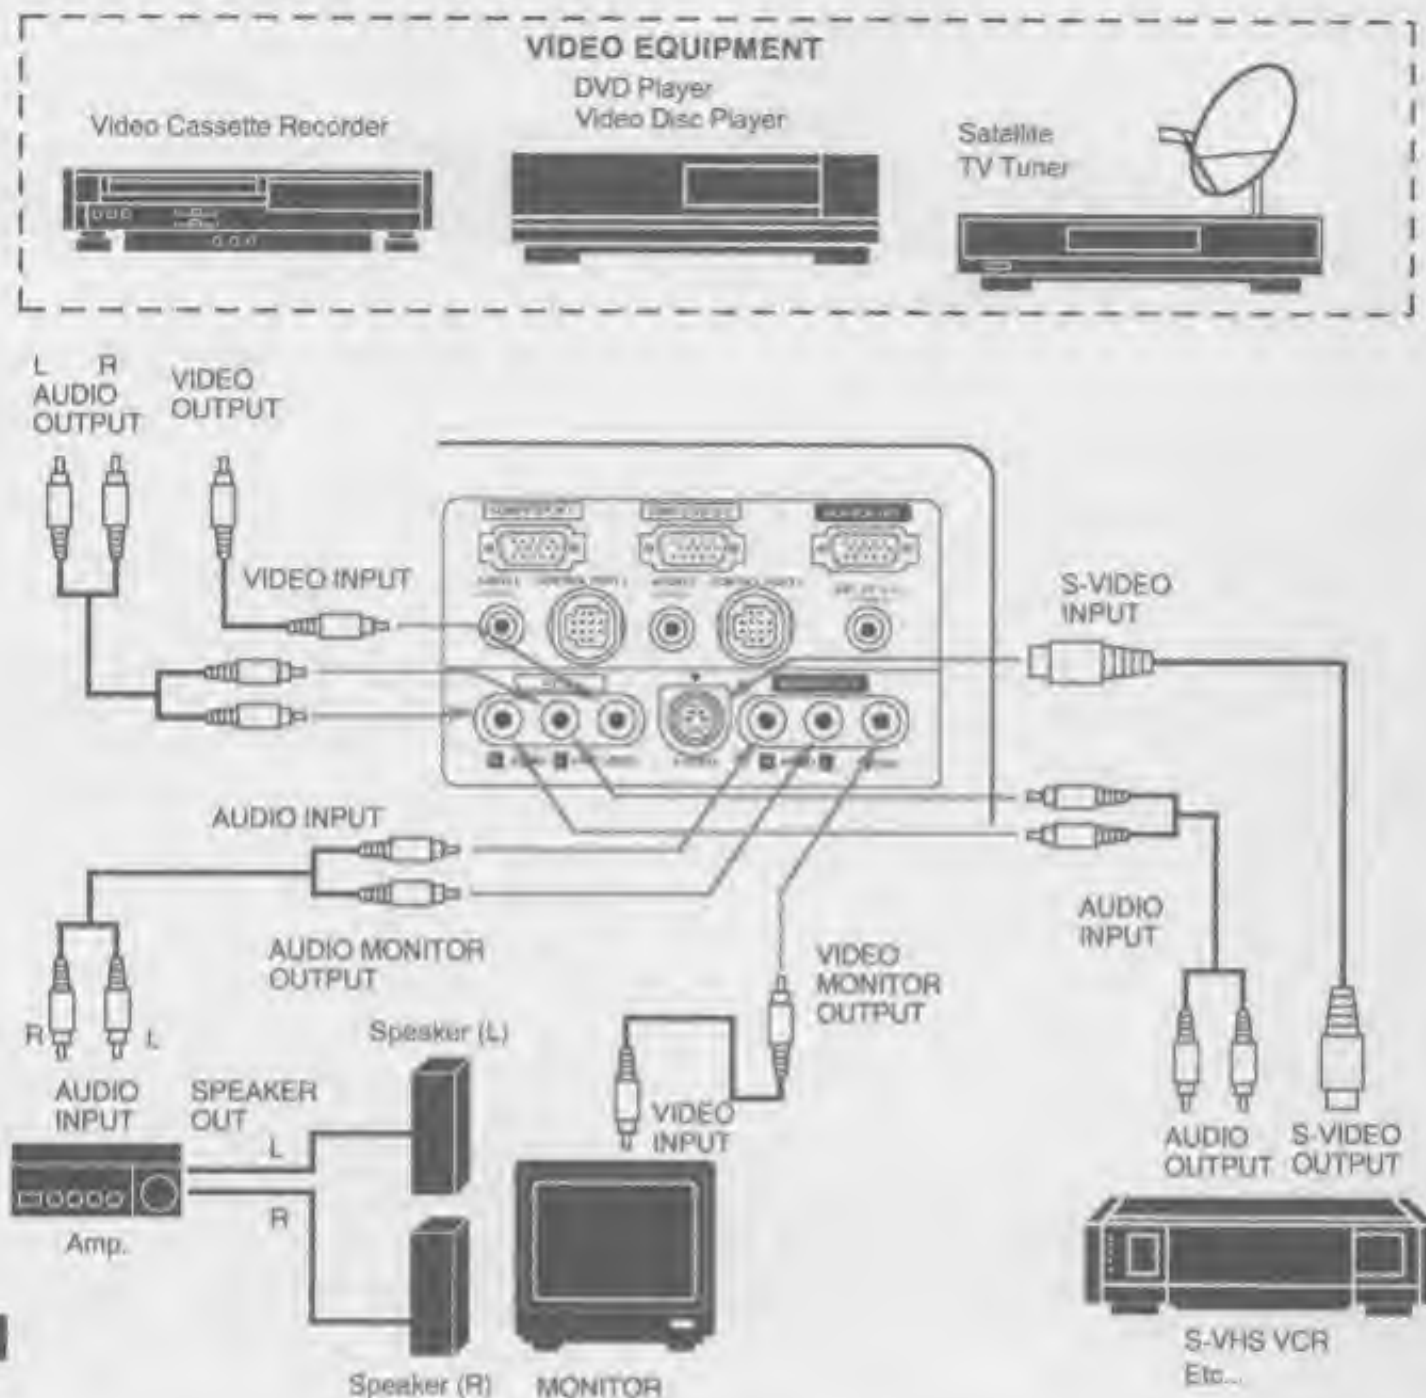 VIDEO EQUIPMENT
DVD Player
Video Disc Player
Video Cassette Recorder
Satellite
TV Tuner
L R
AUDIO
OUTPUT
VIDEO
OUTPUT
VIDEO INPUT
S-VIDEO
INPUT
AUDIO INPUT
AUDIO MONITOR
OUTPUT
VIDEO
MONITOR
OUTPUT
AUDIO
INPUT
R L
Speaker (L)
AUDIO
INPUT
SPEAKER
OUT
L
R
VIDEO
INPUT
AUDIO
OUTPUT
S-VIDEO
OUTPUT
Amp.
S-VHS VCR
Etc...
Speaker (R)
MONITOR